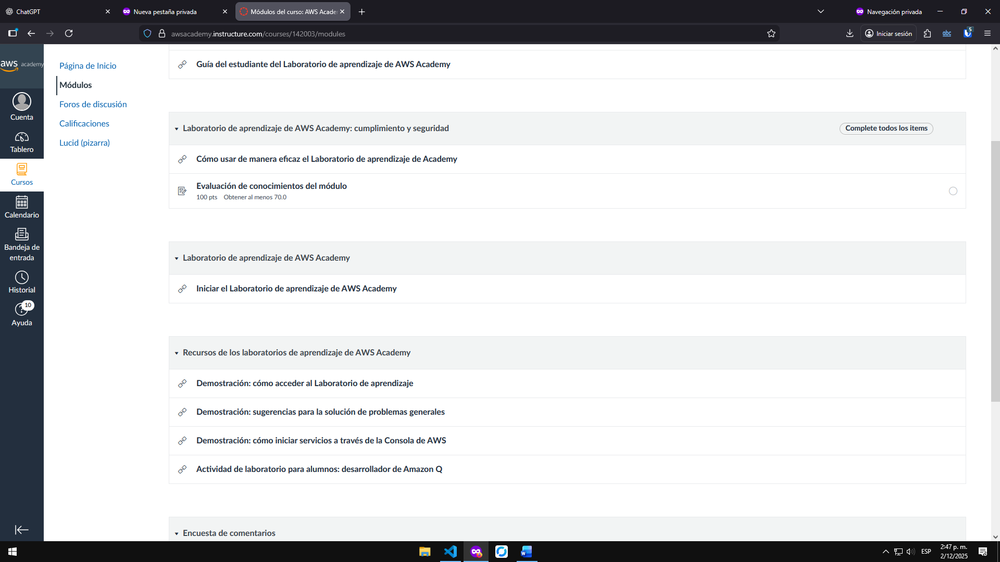 ChatGPT
Nueva pestaña privada
Módulos del curso: AWS Acade
Navegación privada
awsacademy.instructure.com/courses/142003/modules
Iniciar sesión
abc
5
aws academy
Cuenta
Tablero
Cursos
Calendario
Bandeja de
entrada
Historial
10
Ayuda
Página de Inicio
Módulos
Foros de discusión
Calificaciones
Lucid (pizarra)
Guía del estudiante del Laboratorio de aprendizaje de AWS Academy
Laboratorio de aprendizaje de AWS Academy: cumplimiento y seguridad
Complete todos los items
Cómo usar de manera eficaz el Laboratorio de aprendizaje de Academy
Evaluación de conocimientos del módulo
100 pts Obtener al menos 70.0
Laboratorio de aprendizaje de AWS Academy
Iniciar el Laboratorio de aprendizaje de AWS Academy
Recursos de los laboratorios de aprendizaje de AWS Academy
Demostración: cómo acceder al Laboratorio de aprendizaje
Demostración: sugerencias para la solución de problemas generales
Demostración: cómo iniciar servicios a través de la Consola de AWS
Actividad de laboratorio para alumnos: desarrollador de Amazon Q
Encuesta de comentarios
ESP
2:47 p. m.
2/12/2025